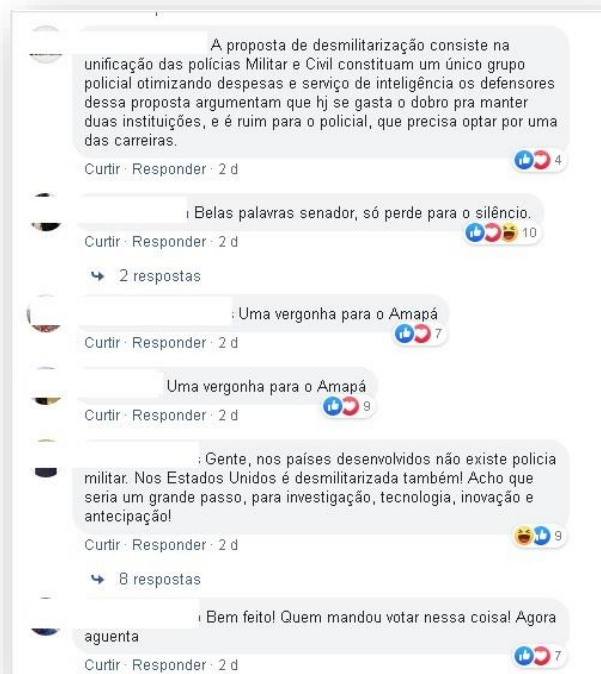 A proposta de desmilitarização consiste na
unificação das polícias Militar e Civil constituam um único grupo
policial otimizando despesas e serviço de inteligência os defensores
dessa proposta argumentam que hj se gasta o dobro pra manter
duas instituições, e é ruim para o policial, que precisa optar por uma
das carreiras.
4
Curtir · Responder · 2 d
Belas palavras senador, só perde para o silêncio.
10
Curtir · Responder · 2 d
2 respostas
Uma vergonha para o Amapá
7
Curtir · Responder · 2 d
Uma vergonha para o Amapá
9
Curtir · Responder · 2 d
Gente, nos países desenvolvidos não existe policia
militar. Nos Estados Unidos é desmilitarizada também! Acho que
seria um grande passo, para investigação, tecnologia, inovação e
antecipação!
9
Curtir · Responder · 2 d
8 respostas
Bem feito! Quem mandou votar nessa coisa! Agora
aguenta
7
Curtir · Responder · 2 d